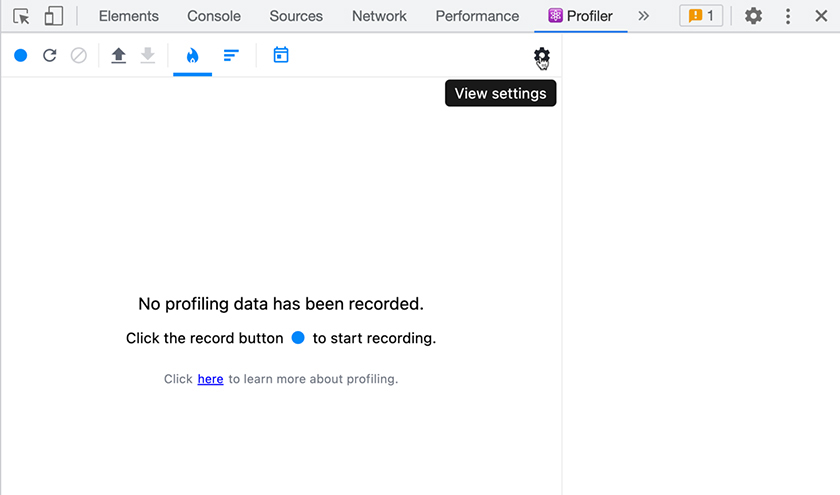 Elements Console Sources Network Performance Profiler 1
View settings
No profiling data has been recorded.
Click the record button to start recording.
Click here to learn more about profiling.